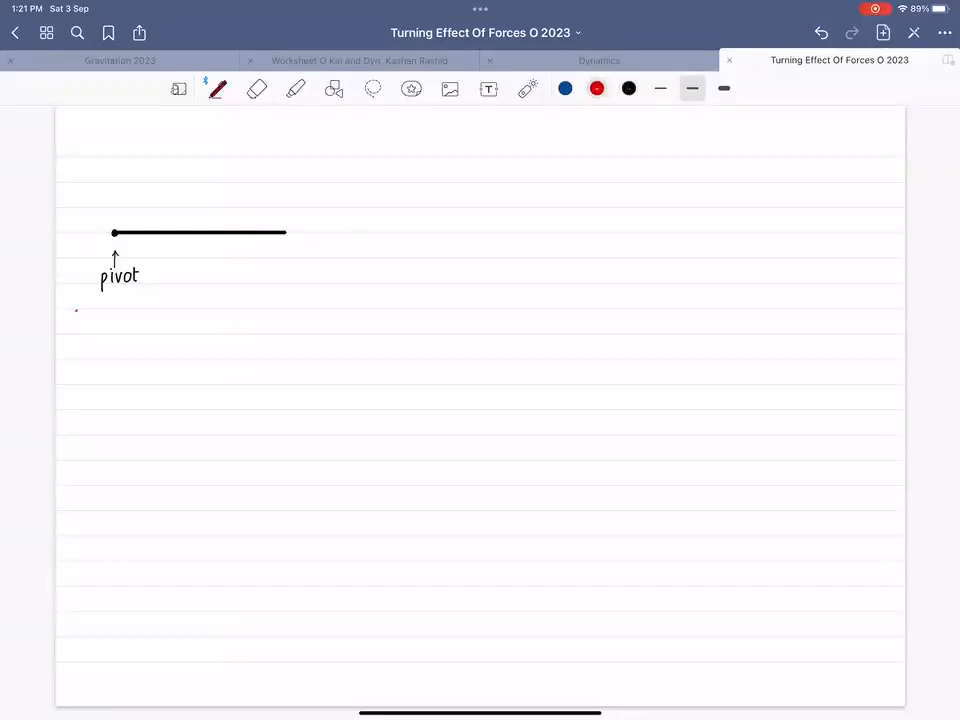 1:21 PM Sat 3 Sep
89%
Turning Effect Of Forces O 2023
Gravitation 2023
Worksheet O Kin and Dyn. Kashan Rashid
Dynamics
Turning Effect Of Forces O 2023
T
pivot